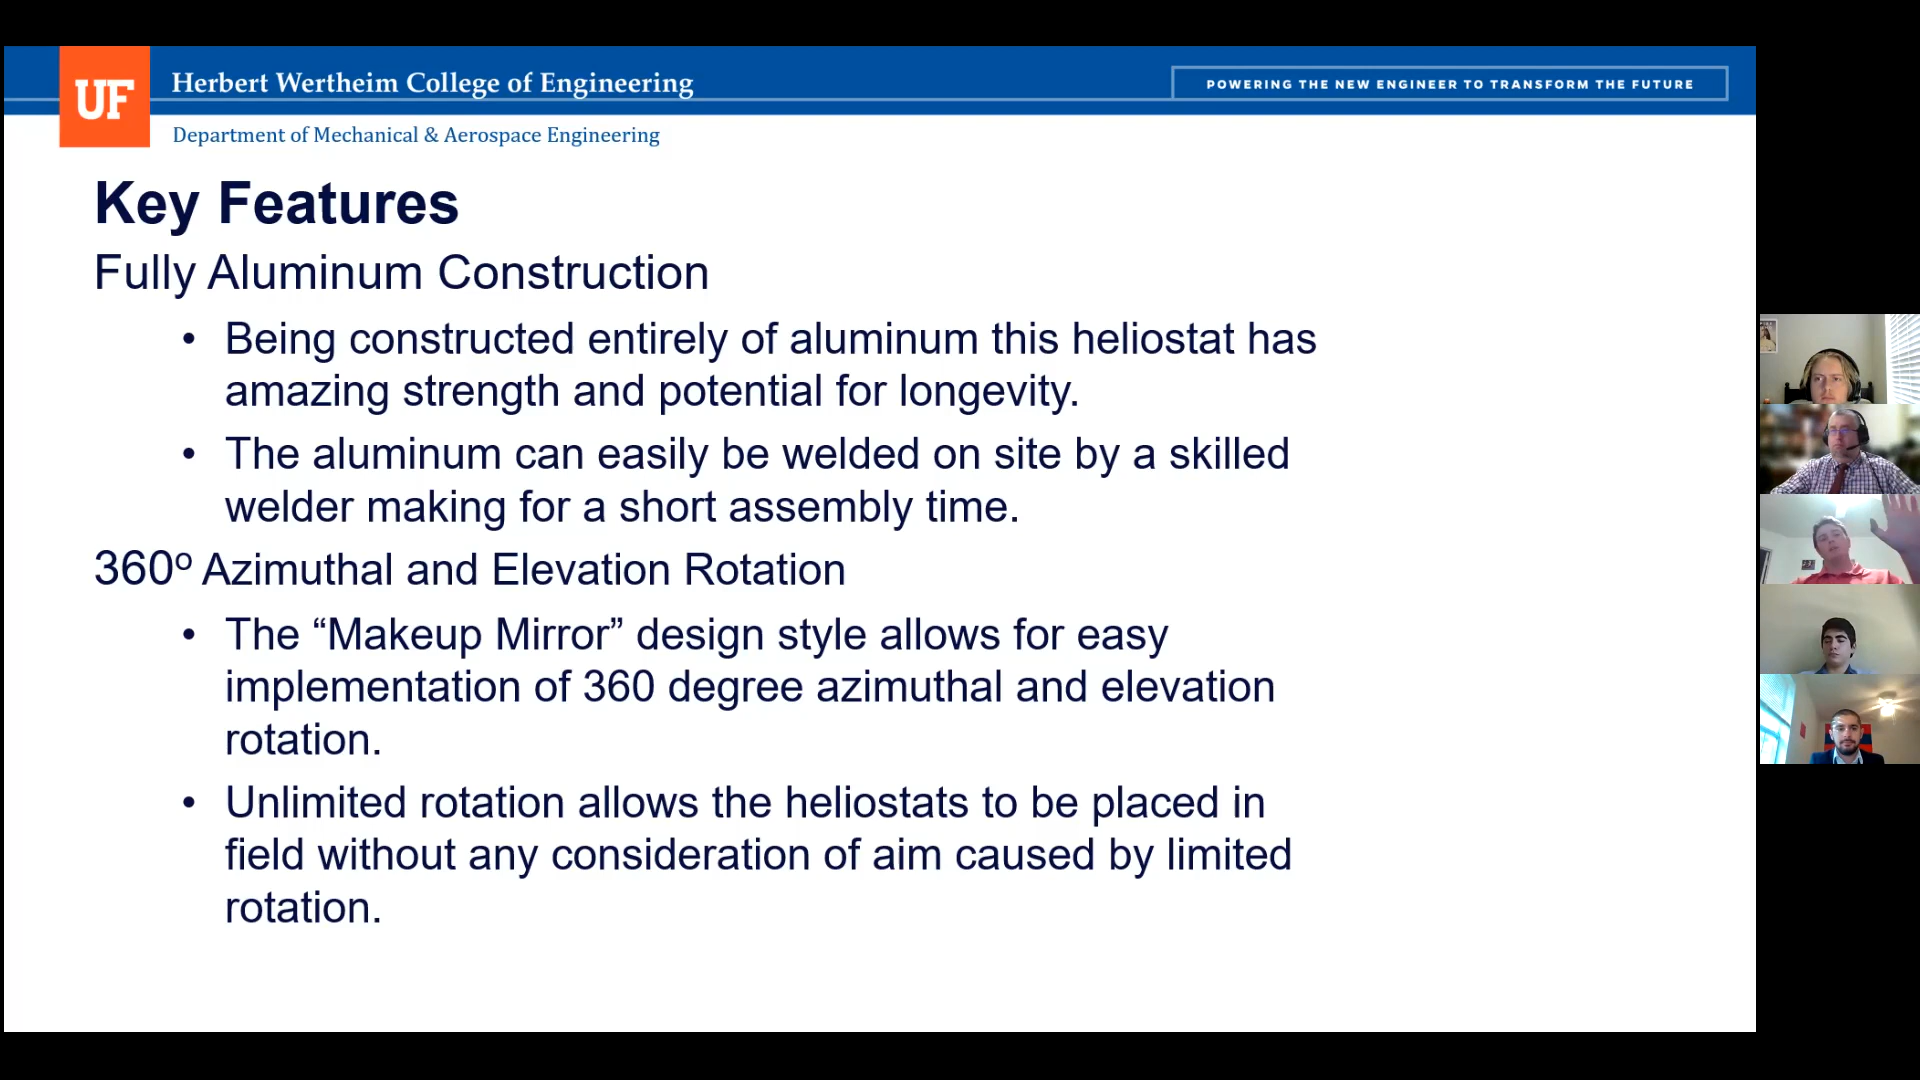 UF
Herbert Wertheim College of Engineering
POWERING THE NEW ENGINEER TO TRANSFORM THE FUTURE
Department of Mechanical & Aerospace Engineering
Key Features
Fully Aluminum Construction
• Being constructed entirely of aluminum this heliostat has
amazing strength and potential for longevity.
• The aluminum can easily be welded on site by a skilled
welder making for a short assembly time.
360º Azimuthal and Elevation Rotation
• The “Makeup Mirror” design style allows for easy
implementation of 360 degree azimuthal and elevation
rotation.
• Unlimited rotation allows the heliostats to be placed in
field without any consideration of aim caused by limited
rotation.